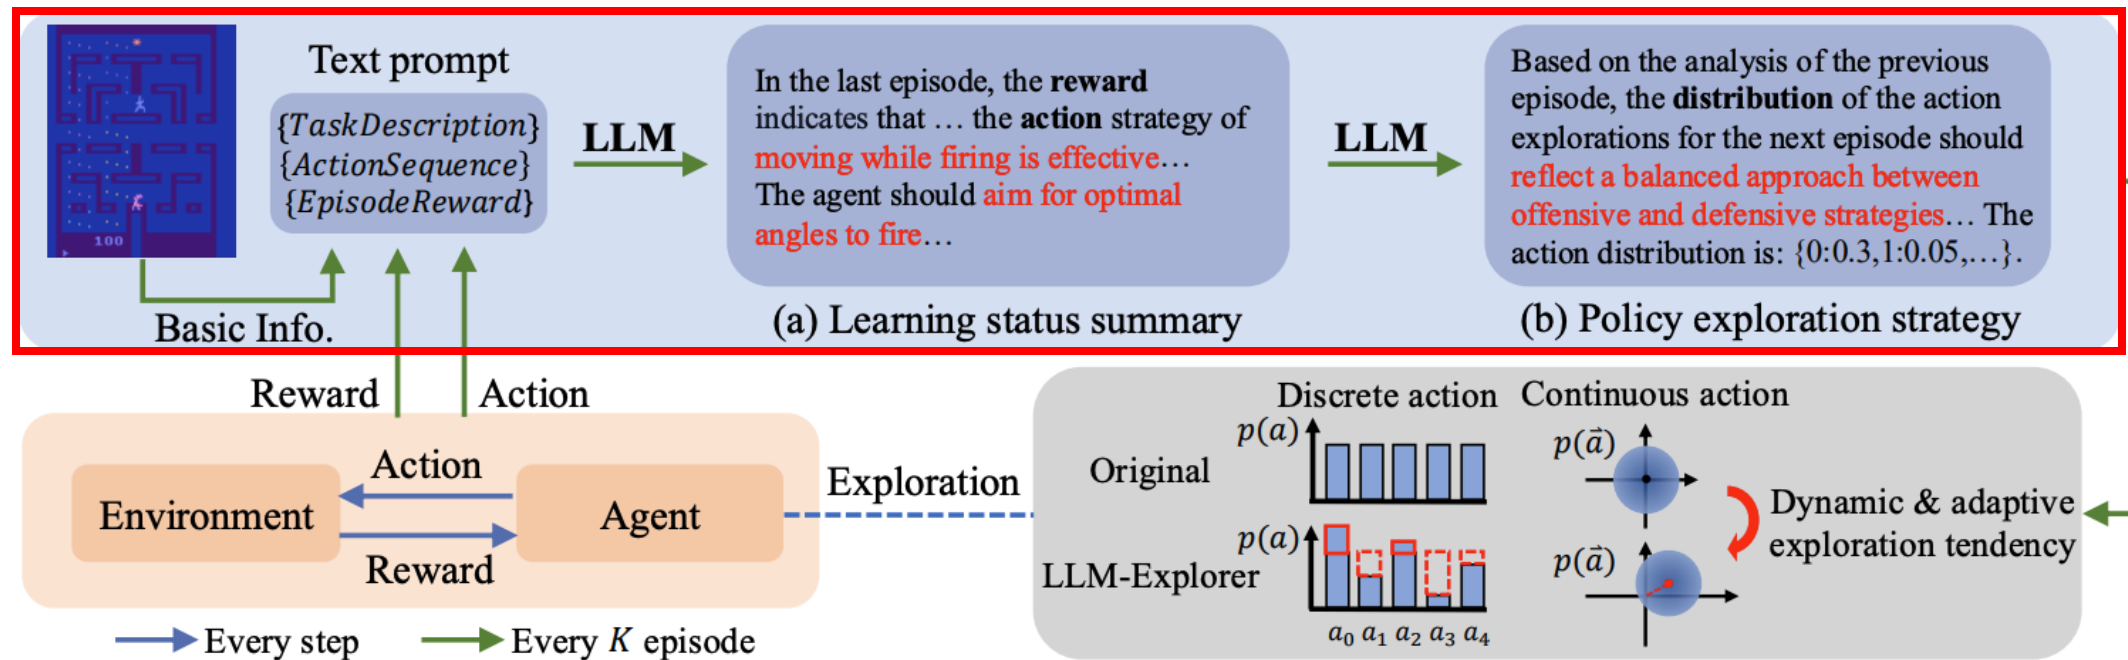 Text prompt
{TaskDescription}
{ActionSequence}
{EpisodeReward}
100
Basic Info.
LLM
In the last episode, the reward
indicates that … the action strategy of
moving while firing is effective…
The agent should aim for optimal
angles to fire…
(a) Learning status summary
LLM
Based on the analysis of the previous
episode, the distribution of the action
explorations for the next episode should
reflect a balanced approach between
offensive and defensive strategies… The
action distribution is: {0:0.3,1:0.05,…}.
(b) Policy exploration strategy
Reward
Action
Environment
Action
Reward
Agent
Exploration
Every step
Every K episode
Discrete action
Continuous action
Original
p(a)
p(a⃗)
LLM-Explorer
p(a)
a₀ a₁ a₂ a₃ a₄
p(a⃗)
Dynamic & adaptive
exploration tendency